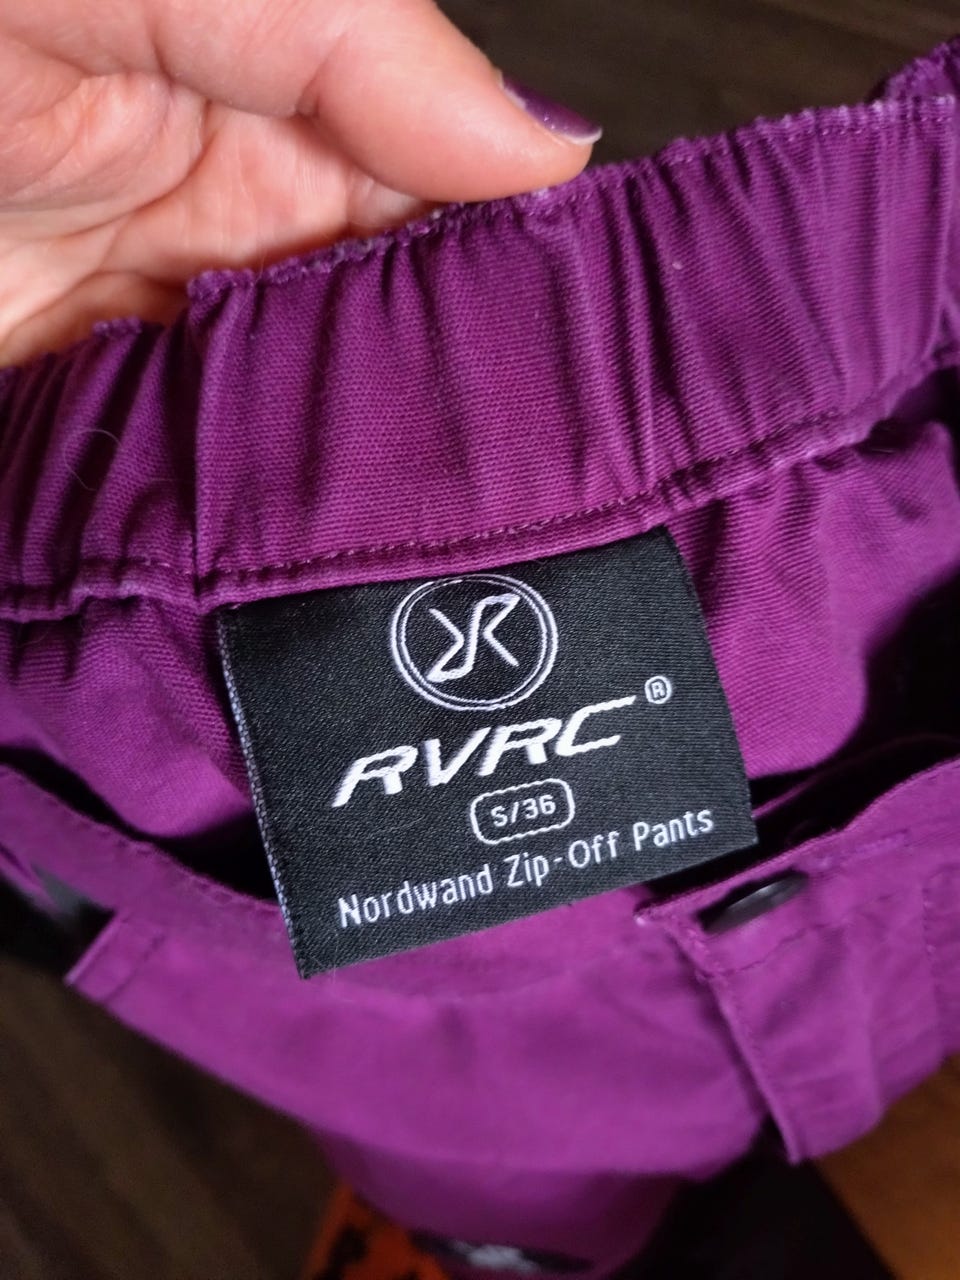 RVRC®
S/36
Nordwand Zip-Off Pants